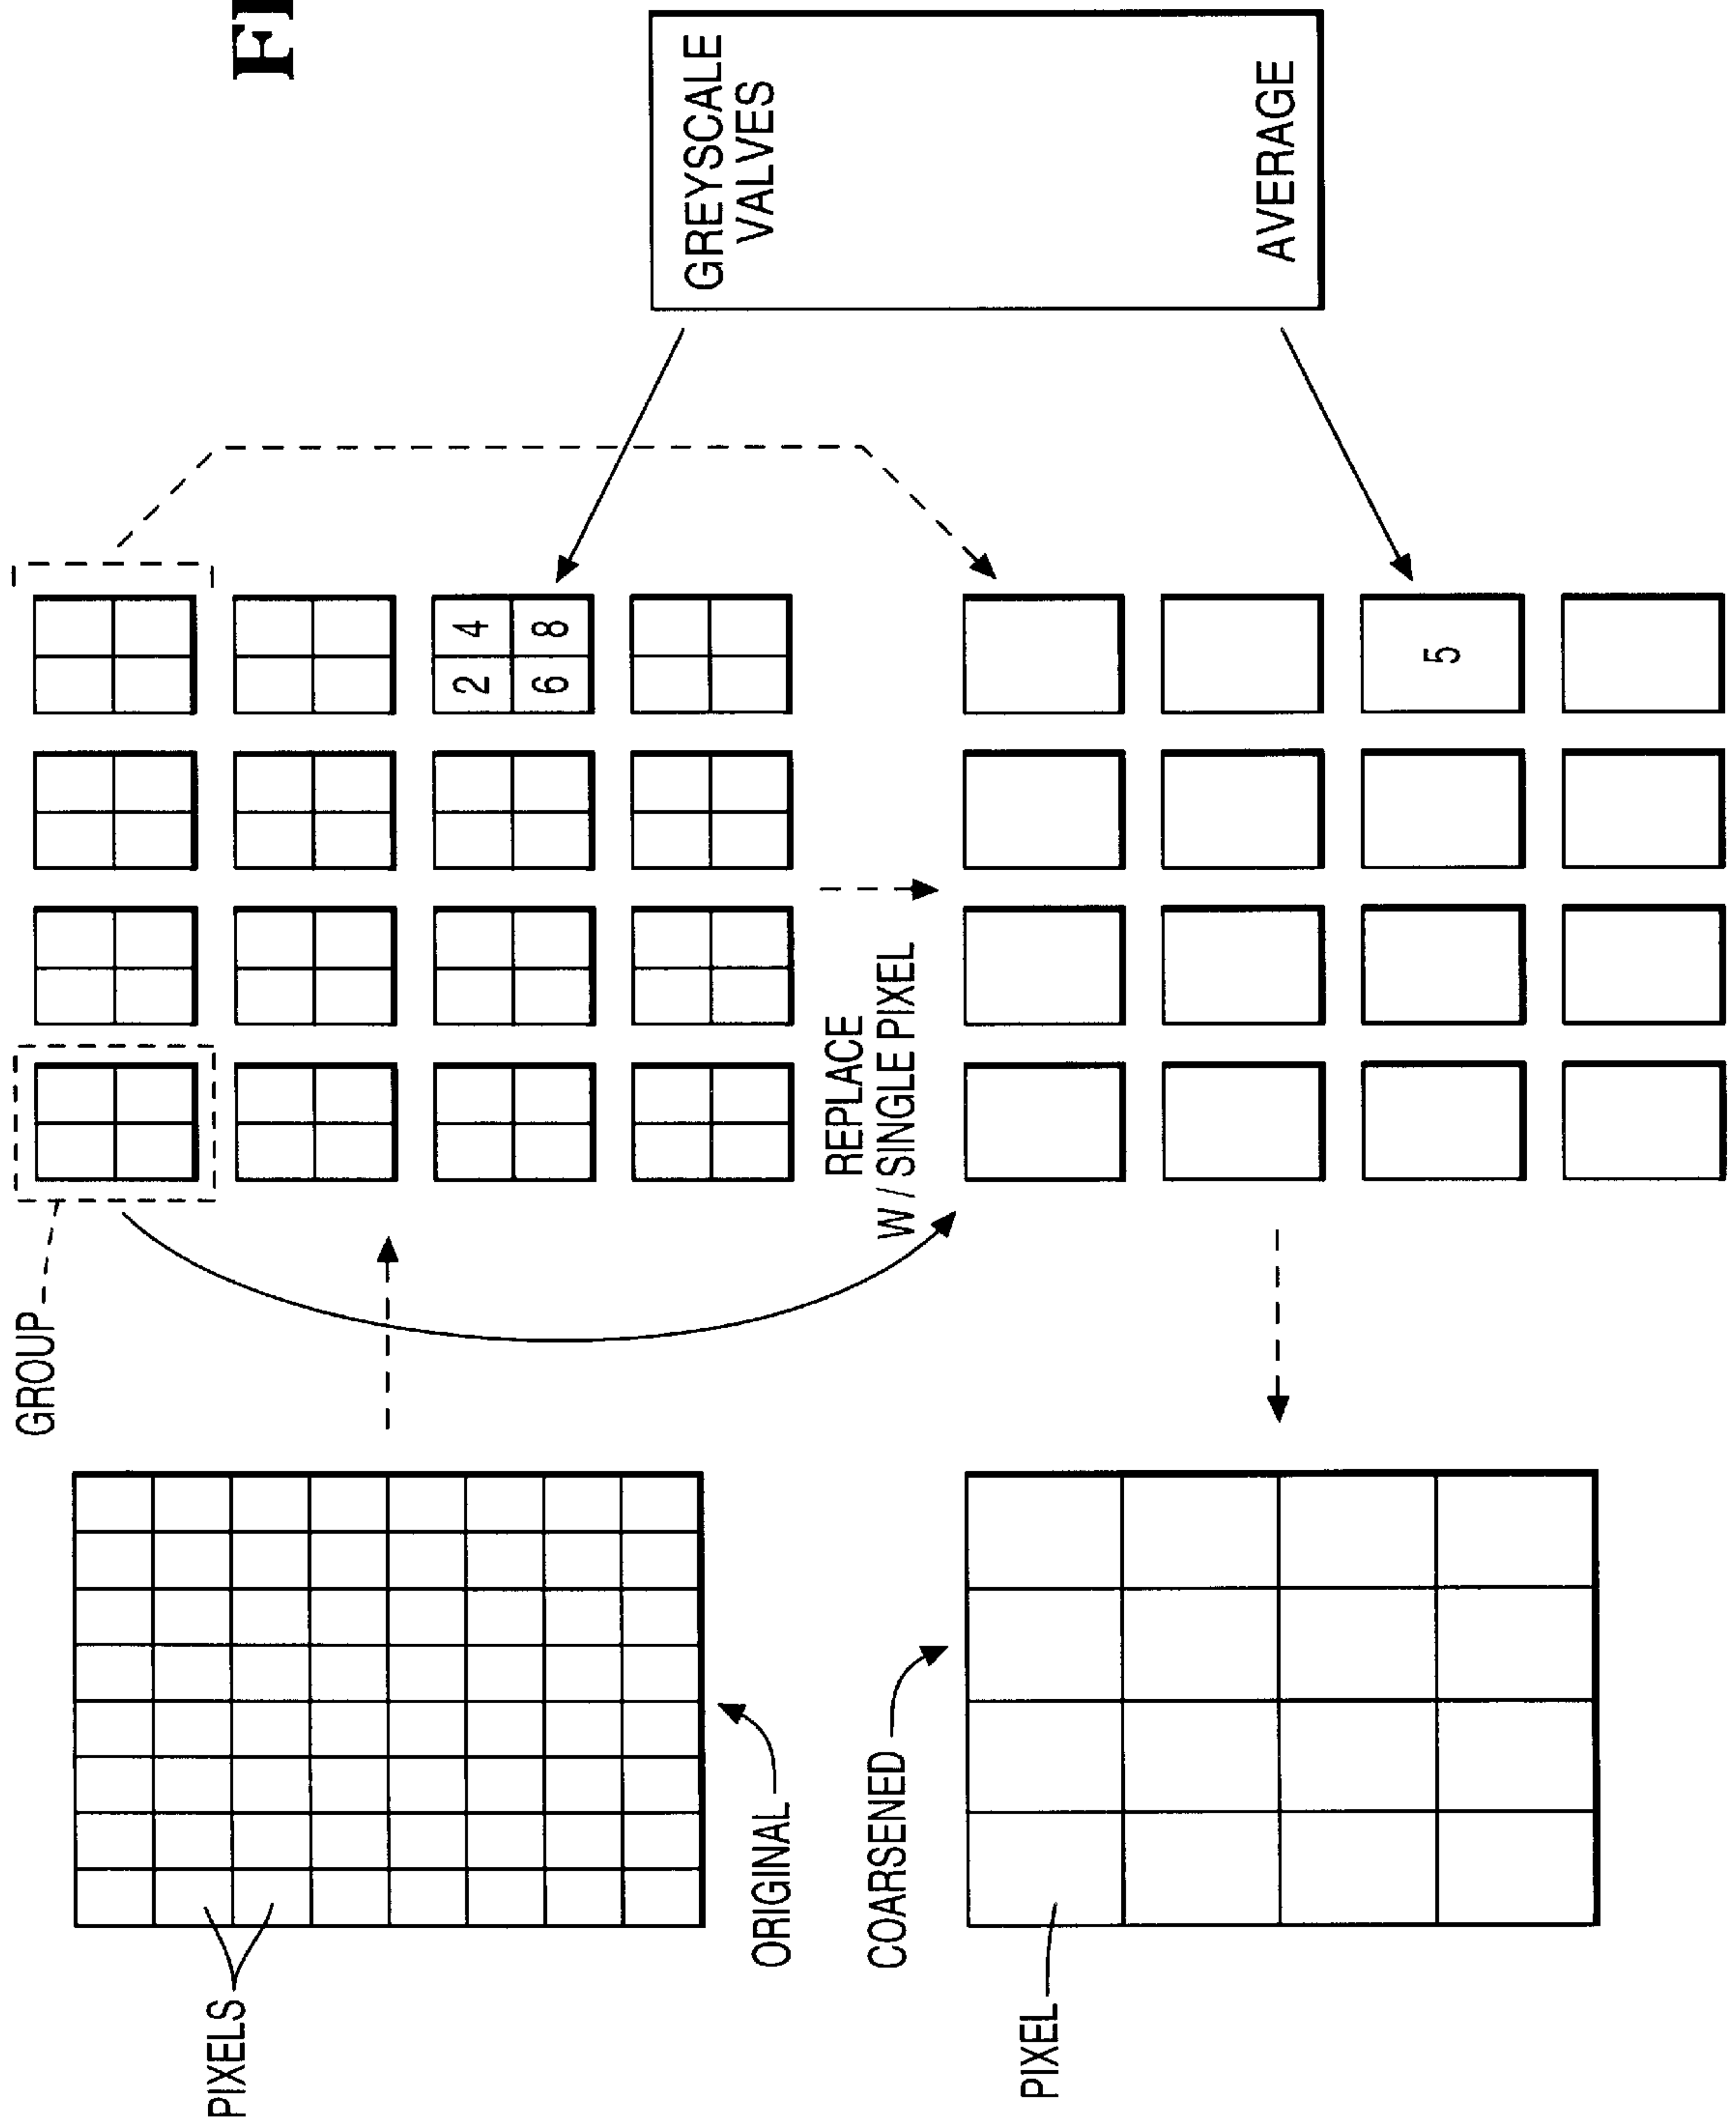 GROUP
PIXELS
ORIGINAL
2 4
6 8
GREYSCALE
VALVES
AVERAGE
REPLACE
W / SINGLE PIXEL
COARSENED
PIXEL
5